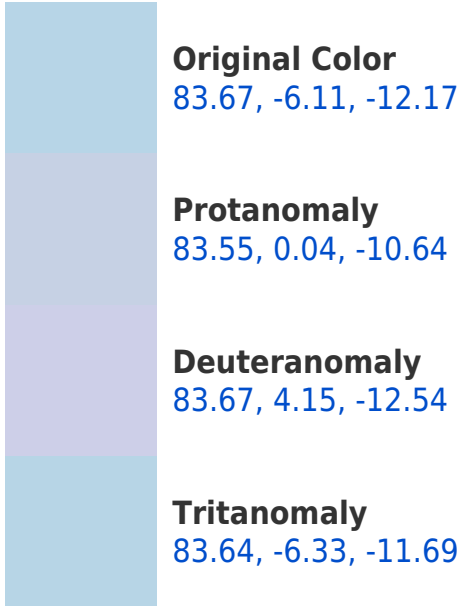 Original Color
83.67, -6.11, -12.17
Protanomaly
83.55, 0.04, -10.64
Deuteranomaly
83.67, 4.15, -12.54
Tritanomaly
83.64, -6.33, -11.69